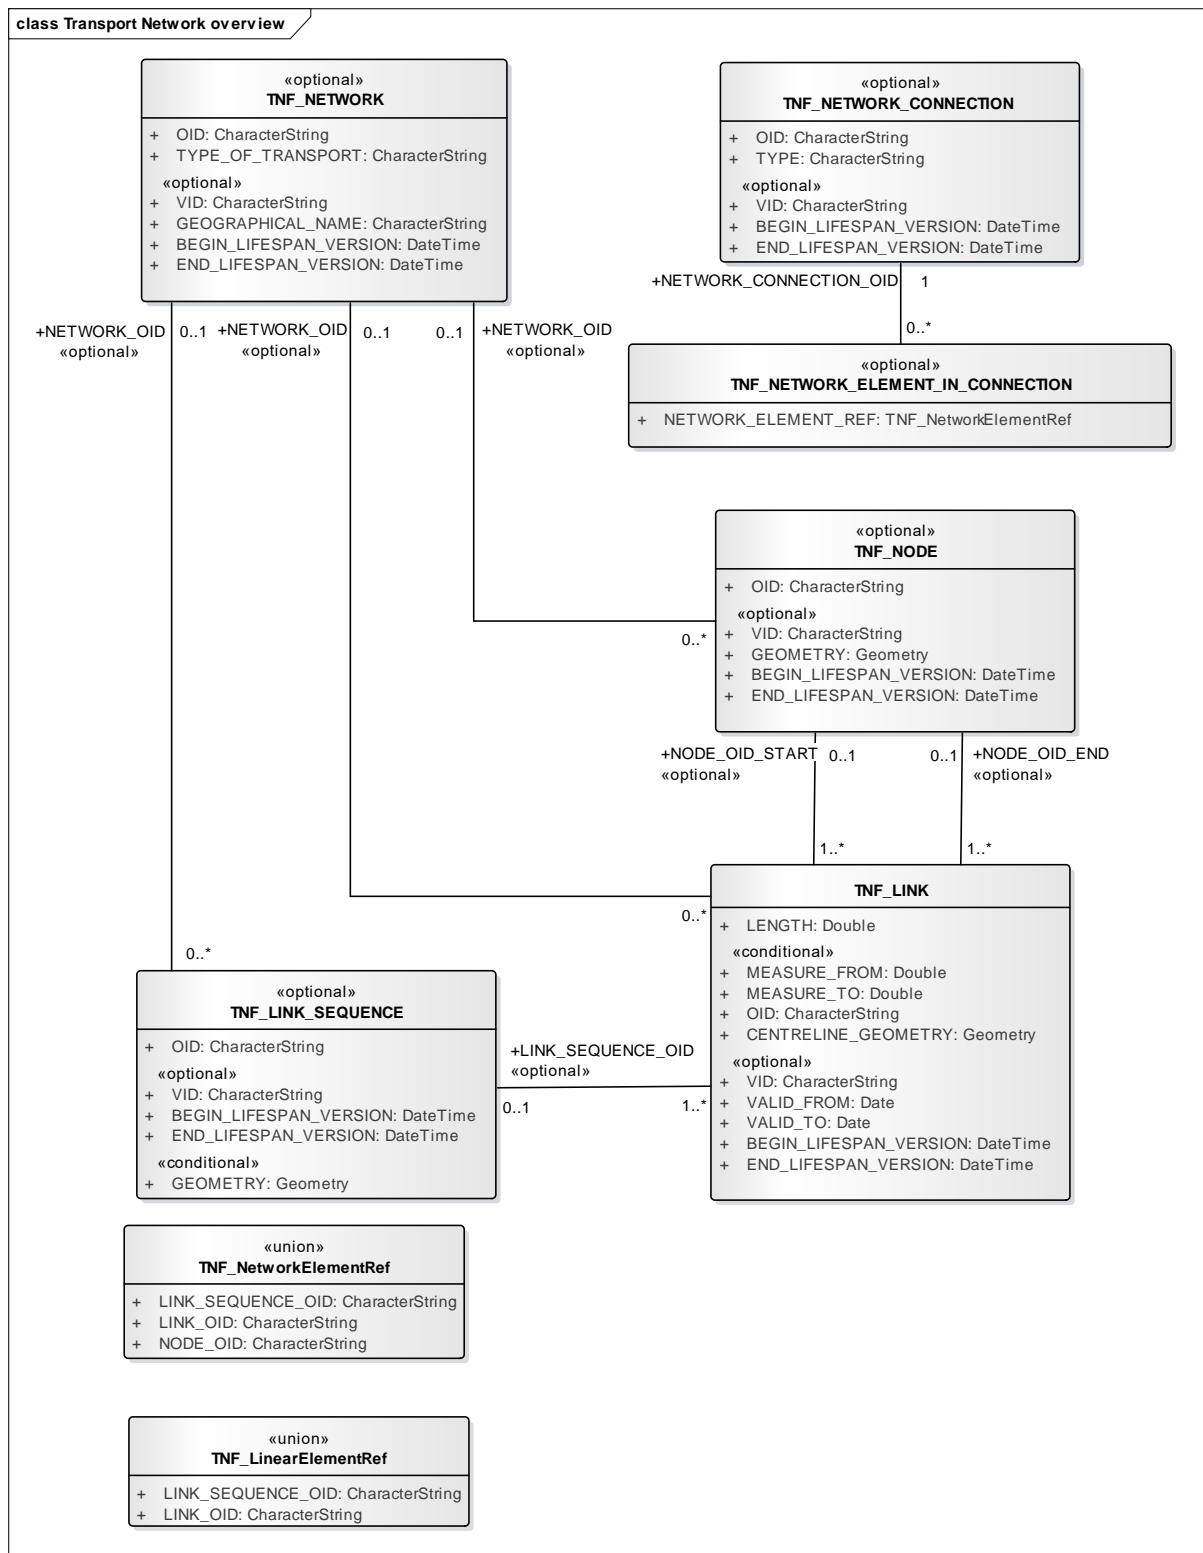 class Transport Network overview
«optional»
TNF_NETWORK
+ OID: CharacterString
+ TYPE_OF_TRANSPORT: CharacterString
«optional»
+ VID: CharacterString
+ GEOGRAPHICAL_NAME: CharacterString
+ BEGIN_LIFESPAN_VERSION: DateTime
+ END_LIFESPAN_VERSION: DateTime
«optional»
TNF_NETWORK_CONNECTION
+ OID: CharacterString
+ TYPE: CharacterString
«optional»
+ VID: CharacterString
+ BEGIN_LIFESPAN_VERSION: DateTime
+ END_LIFESPAN_VERSION: DateTime
+NETWORK_CONNECTION_OID 1
0..*
+NETWORK_OID 0..1
«optional»
+NETWORK_OID 0..1
«optional»
0..1 +NETWORK_OID
«optional»
«optional»
TNF_NETWORK_ELEMENT_IN_CONNECTION
+ NETWORK_ELEMENT_REF: TNF_NetworkElementRef
«optional»
TNF_NODE
+ OID: CharacterString
«optional»
+ VID: CharacterString
+ GEOMETRY: Geometry
+ BEGIN_LIFESPAN_VERSION: DateTime
+ END_LIFESPAN_VERSION: DateTime
0..*
+NODE_OID_START 0..1
«optional»
0..1 +NODE_OID_END
«optional»
1..* 1..*
TNF_LINK
+ LENGTH: Double
«conditional»
+ MEASURE_FROM: Double
+ MEASURE_TO: Double
+ OID: CharacterString
+ CENTRELINE_GEOMETRY: Geometry
«optional»
+ VID: CharacterString
+ VALID_FROM: Date
+ VALID_TO: Date
+ BEGIN_LIFESPAN_VERSION: DateTime
+ END_LIFESPAN_VERSION: DateTime
0..*
0..*
«optional»
TNF_LINK_SEQUENCE
+ OID: CharacterString
«optional»
+ VID: CharacterString
+ BEGIN_LIFESPAN_VERSION: DateTime
+ END_LIFESPAN_VERSION: DateTime
«conditional»
+ GEOMETRY: Geometry
+LINK_SEQUENCE_OID
«optional»
0..1 1..*
«union»
TNF_NetworkElementRef
+ LINK_SEQUENCE_OID: CharacterString
+ LINK_OID: CharacterString
+ NODE_OID: CharacterString
«union»
TNF_LinearElementRef
+ LINK_SEQUENCE_OID: CharacterString
+ LINK_OID: CharacterString